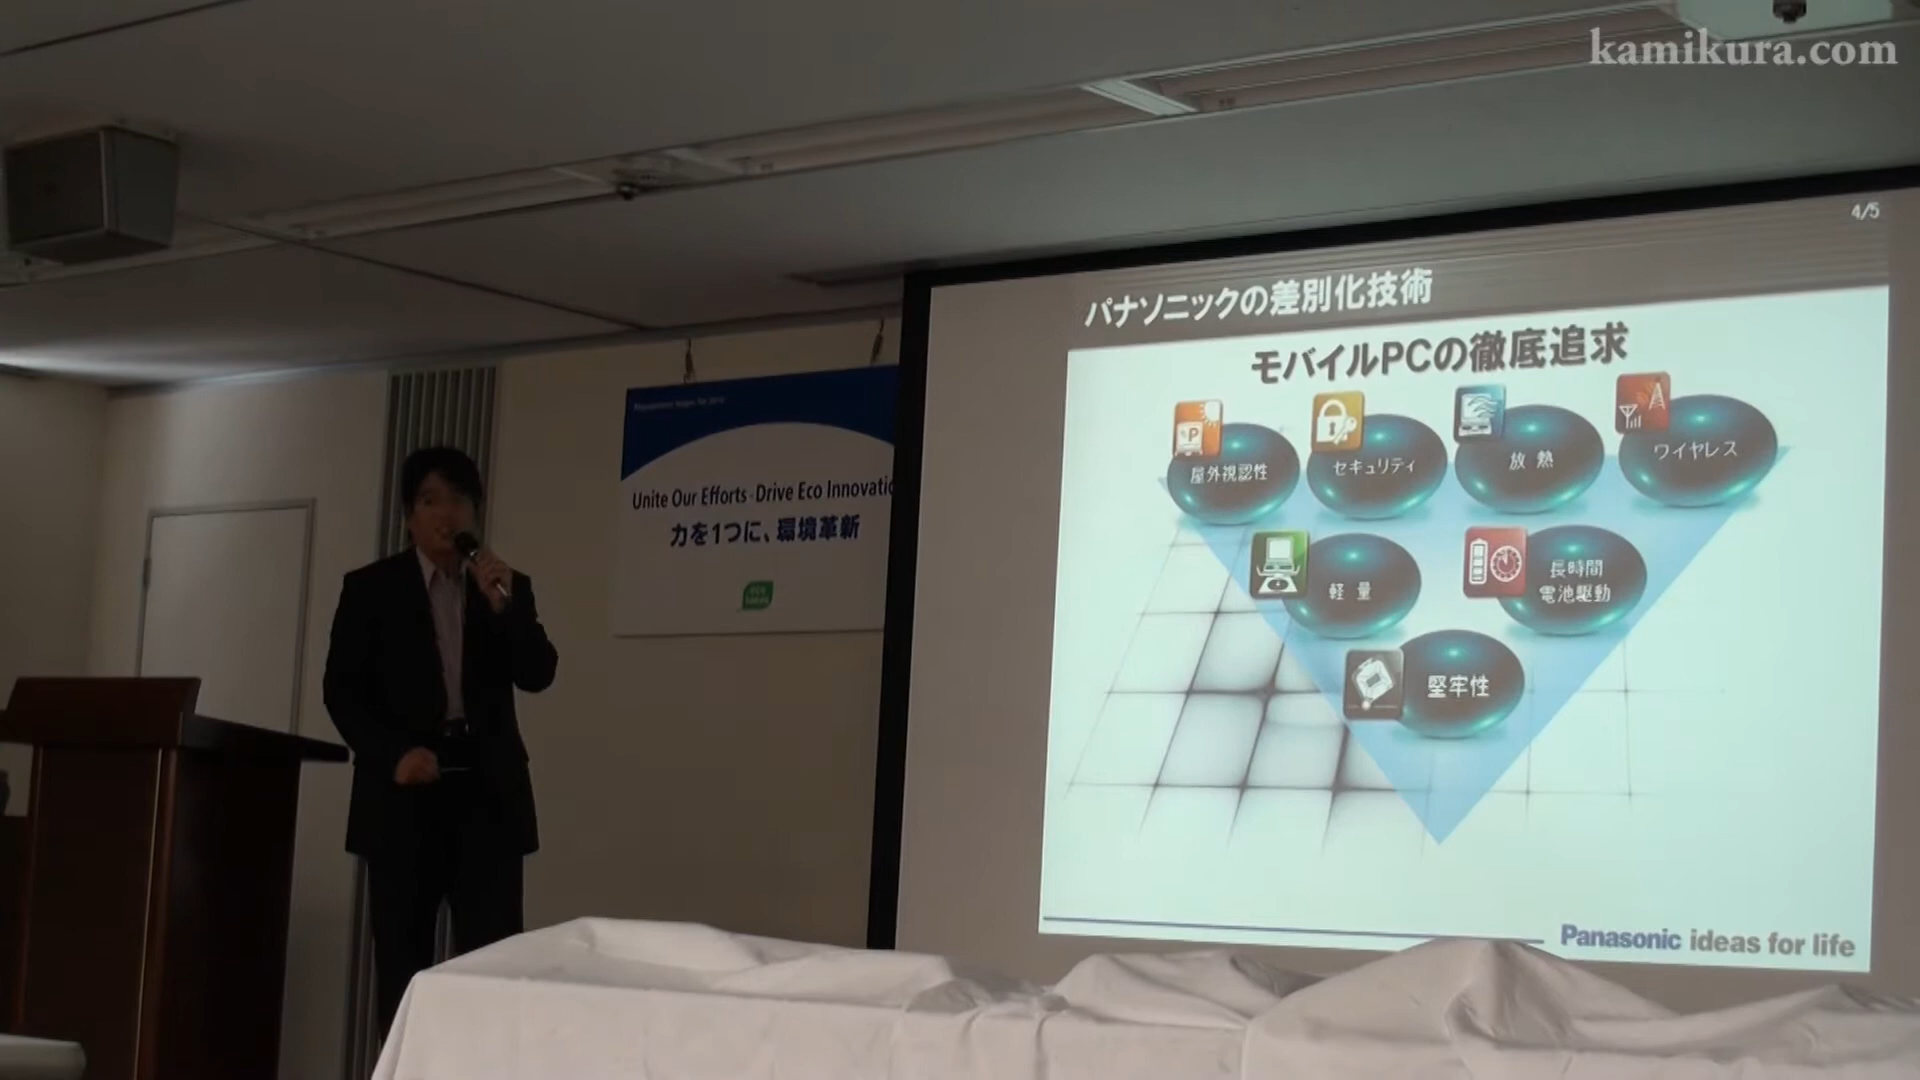 kamikura.com
4/5
パナソニックの差別化技術
モバイルPCの徹底追求
屋外視認性
セキュリティ
放熱
ワイヤレス
軽量
長時間
電池駆動
堅牢性
Panasonic ideas for life
Unite Our Efforts - Drive Eco Innovatio
力を1つに、環境革新
eco ideas